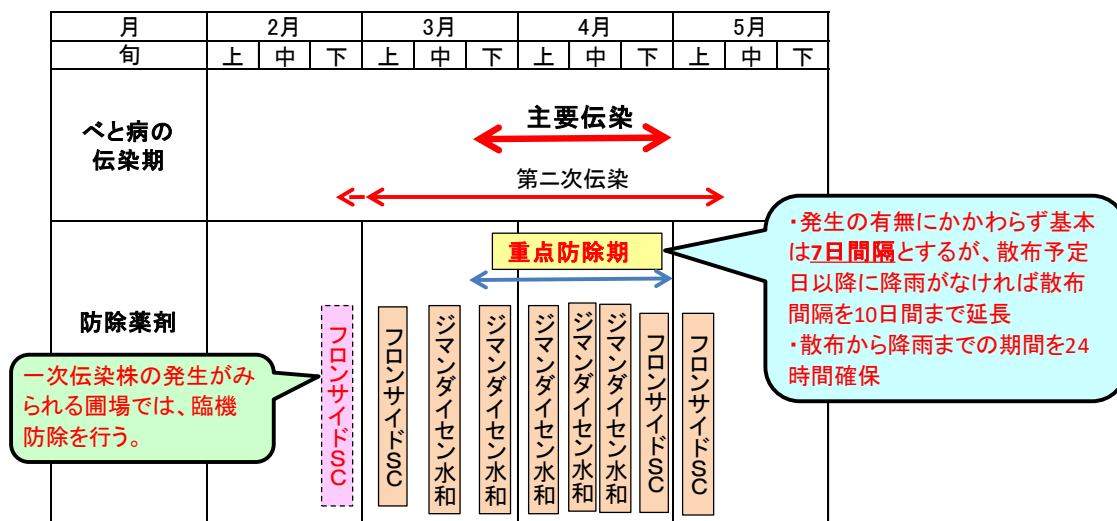 月 2月 3月 4月 5月
旬 上 中 下 上 中 下 上 中 下 上 中 下
べと病の
伝染期
主要伝染
第二次伝染
防除薬剤
重点防除期
・発生の有無にかかわらず基本
は7日間隔とするが、散布予定
日以降に降雨がなければ散布
間隔を10日間まで延長
・散布から降雨までの期間を24
時間確保
一次伝染株の発生がみ
られる圃場では、臨機
防除を行う。
フロンサイドSC
フロンサイドSC
ジマンダイセン水和
ジマンダイセン水和
ジマンダイセン水和
ジマンダイセン水和
ジマンダイセン水和
フロンサイドSC
フロンサイドSC